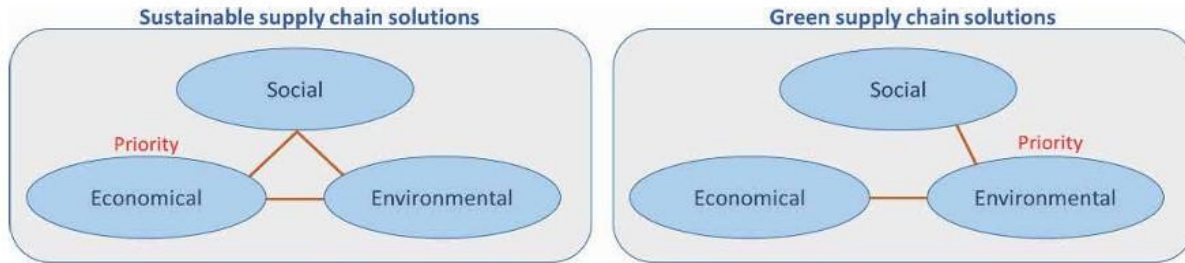 Sustainable supply chain solutions
Social
Priority
Economical
Environmental
Green supply chain solutions
Social
Priority
Economical
Environmental